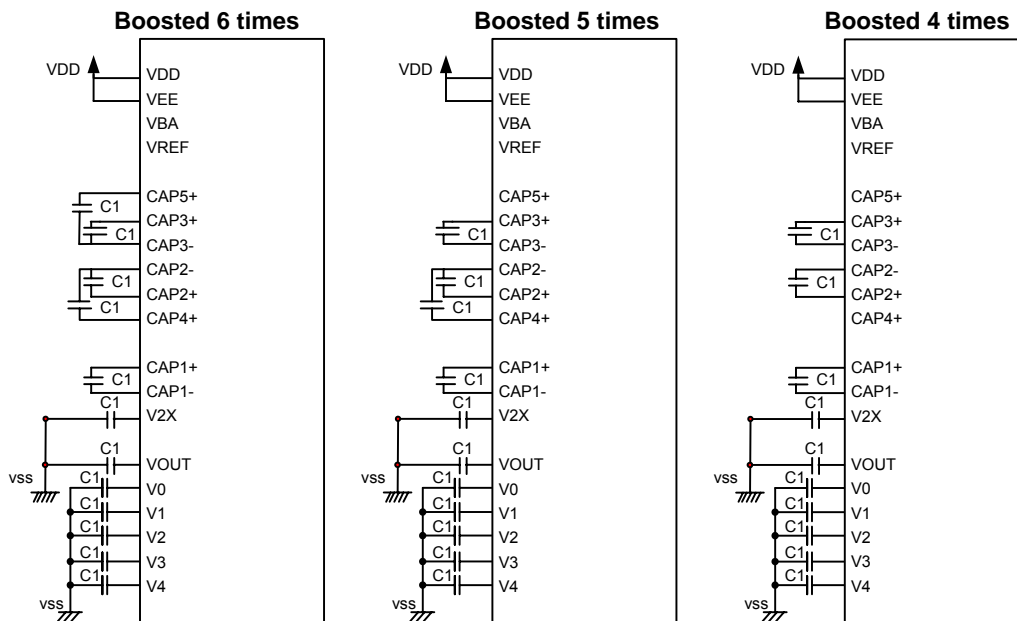 Boosted 6 times
VDD
VDD
VEE
VBA
VREF
CAP5+
C1
CAP3+
C1
CAP3-
CAP2-
C1
CAP2+
C1
CAP4+
CAP1+
C1
CAP1-
C1
V2X
C1
VOUT
vss
C1
V0
C1
V1
C1
V2
C1
V3
C1
V4
vss
Boosted 5 times
VDD
VDD
VEE
VBA
VREF
CAP5+
CAP3+
C1
CAP3-
CAP2-
C1
CAP2+
C1
CAP4+
CAP1+
C1
CAP1-
C1
V2X
C1
VOUT
vss
C1
V0
C1
V1
C1
V2
C1
V3
C1
V4
vss
Boosted 4 times
VDD
VDD
VEE
VBA
VREF
CAP5+
CAP3+
C1
CAP3-
CAP2-
C1
CAP2+
CAP4+
CAP1+
C1
CAP1-
C1
V2X
C1
VOUT
vss
C1
V0
C1
V1
C1
V2
C1
V3
C1
V4
vss